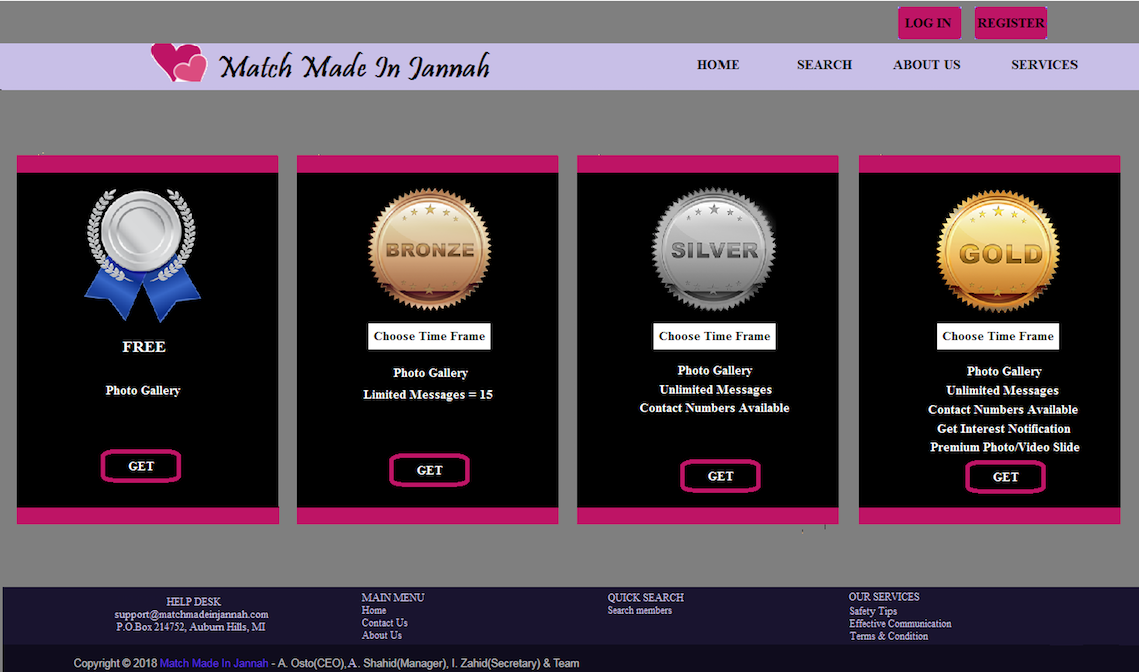 LOG IN
REGISTER
Match Made In Jannah
HOME
SEARCH
ABOUT US
SERVICES
FREE
Photo Gallery
GET
BRONZE
Choose Time Frame
Photo Gallery
Limited Messages = 15
GET
SILVER
Choose Time Frame
Photo Gallery
Unlimited Messages
Contact Numbers Available
GET
GOLD
Choose Time Frame
Photo Gallery
Unlimited Messages
Contact Numbers Available
Get Interest Notification
Premium Photo/Video Slide
GET
HELP DESK
support@matchmadeinjannah.com
P.O.Box 214752, Auburn Hills, MI
MAIN MENU
Home
Contact Us
About Us
QUICK SEARCH
Search members
OUR SERVICES
Safety Tips
Effective Communication
Terms & Condition
Copyright © 2018 Match Made In Jannah - A. Osto(CEO), A. Shahid(Manager), I. Zahid(Secretary) & Team